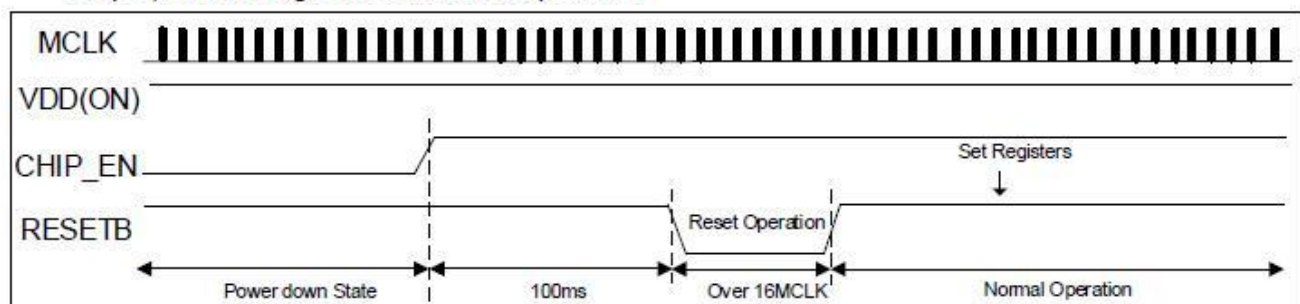 MCLK
VDD(ON)
CHIP_EN
Set Registers
RESETB
Reset Operation
Power down State
100ms
Over 16MCLK
Normal Operation